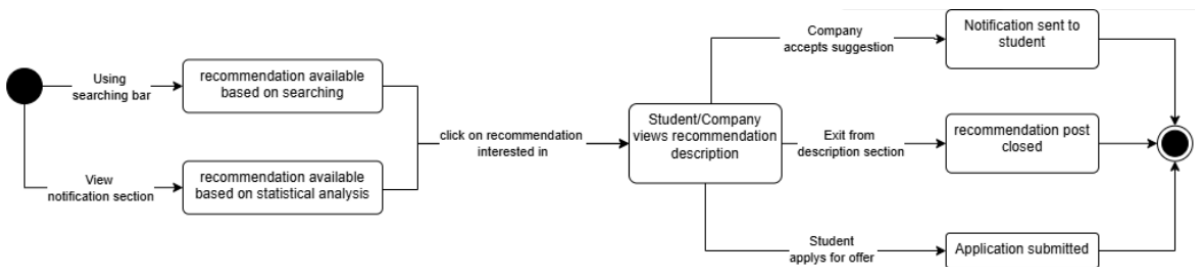 Using
searching bar
recommendation available
based on searching
View
notification section
recommendation available
based on statistical analysis
click on recommendation
interested in
Student/Company
views recommendation
description
Company
accepts suggestion
Notification sent to
student
Exit from
description section
recommendation post
closed
Student
applys for offer
Application submitted